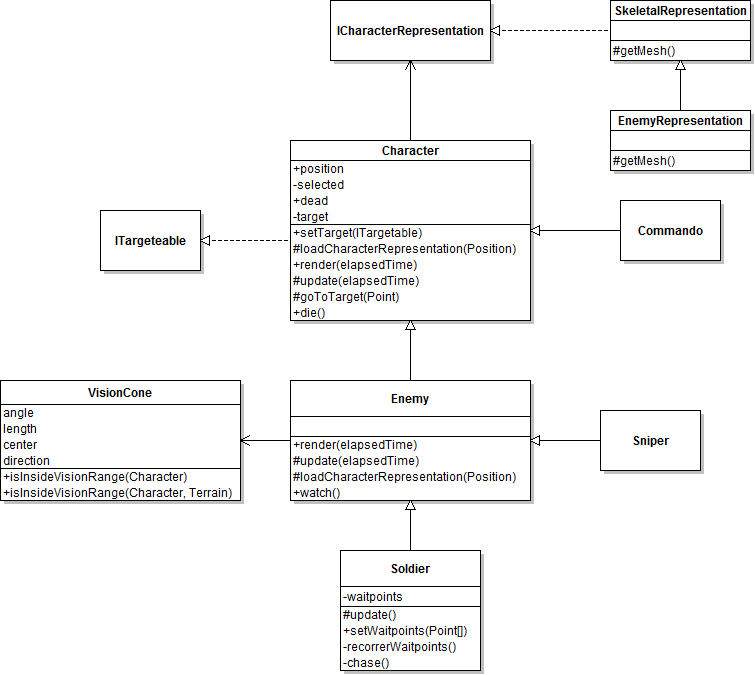 ICharacterRepresentation
SkeletalRepresentation
#getMesh()
EnemyRepresentation
#getMesh()
Character
+position
-selected
+dead
-target
+setTarget(ITargetable)
#loadCharacterRepresentation(Position)
+render(elapsedTime)
#update(elapsedTime)
#goToTarget(Point)
+die()
ITargeteable
Commando
VisionCone
angle
length
center
direction
+isInsideVisionRange(Character)
+isInsideVisionRange(Character, Terrain)
Enemy
+render(elapsedTime)
#update(elapsedTime)
#loadCharacterRepresentation(Position)
+watch()
Sniper
Soldier
-waitpoints
#update()
+setWaitpoints(Point[])
-recorrerWaitpoints()
-chase()